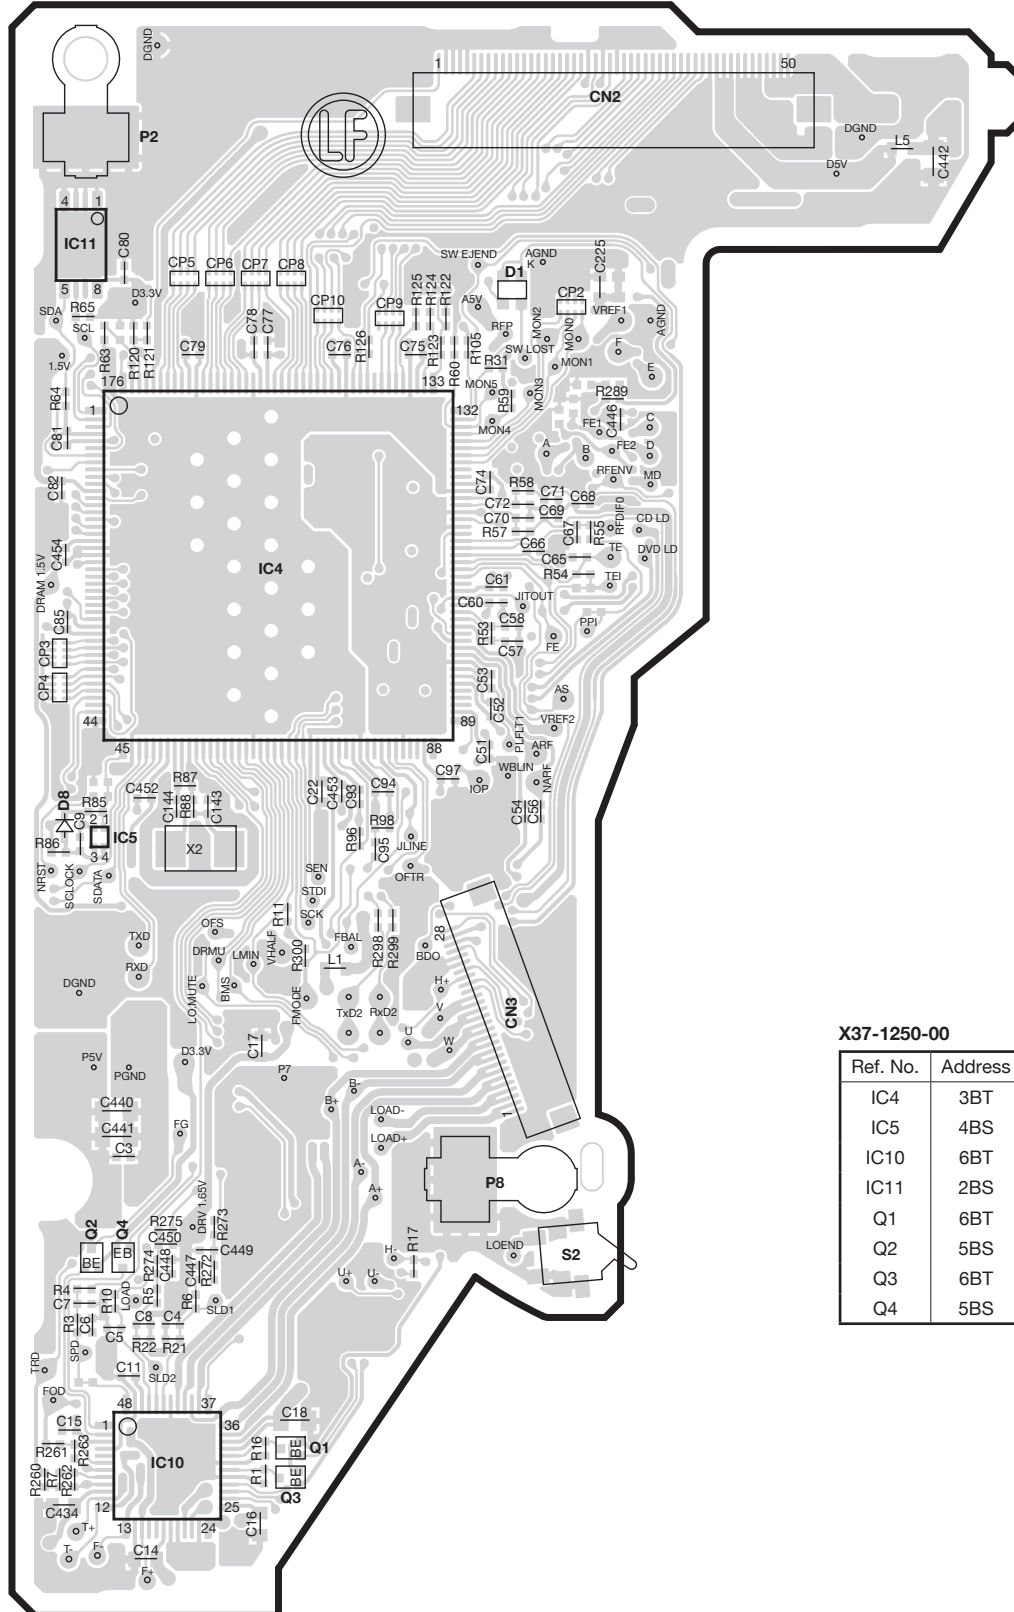 DGND
1
50
CN2
P2
LF
DGND
L5
D5V
C442
4
1
IC11
C80
5
8
D3.3V
CP5
CP6
CP7
CP8
CP10
CP9
R125
R124
R122
SW EJEND
AGND
K
D1
C225
A5V
CP2
VREF1
AGND
SDA
R65
SCL
1.5V
R63
R120
R121
C79
C78
C77
C76
R126
C75
R123
R60
R105
RFP
MON2
SW LOST
MON0
F
MON1
E
176
133
R31
MON5
R59
MON3
R289
R64
1
132
MON4
C446
FE1
C
C81
A
B
FE2
D
RFENV
MD
C82
C74
R58
C71
C68
C72
C70
C69
R57
C67
R55
RFDIF0
CD LD
C454
DRAM 1.5V
IC4
C66
C65
TE
DVD LD
R54
TEI
C61
C60
JITOUT
C85
R53
C58
C57
PPI
FE
CP3
CP4
C53
C52
AS
VREF2
44
45
88
89
C51
PLFLT1
ARF
WBLIN
NARF
IOP
C97
R87
C452
C144
R88
C143
C22
C453
C93
C94
C54
C56
D8
C9
R85
2 1
IC5
3 4
R86
X2
R96
R98
C95
JLINE
OFTR
NRST
SCLOCK
SDATA
SEN
STDI
SCK
R11
OFS
TXD
RXD
DRMU
LMIN
VHALF
R300
FBAL
L1
R298
R299
BDO
28
DGND
LO.MUTE
BMS
FMODE
TxD2
RxD2
H+
V
U
W
CN3
1
C17
P5V
PGND
D3.3V
P7
B-
B+
LOAD-
LOAD+
C440
C441
C3
FG
A-
A+
P8
Q2
Q4
BE
EB
R275
C450
DRV 1.65V
R273
C449
R274
C448
C447
R272
R17
H-
U+
U-
LOEND
S2
R4
C7
R10
LOAD
R5
R6
SLD1
R3
C6
C5
C8
C4
R22
R21
SPD
TRD
C11
SLD2
FOD
48
37
1
36
C15
C18
R261
R263
IC10
R16
BE
Q1
R260
R7
R262
R1
BE
Q3
12
25
C434
13
24
C16
T+
T-
F-
C14
F+
X37-1250-00
Ref. No. Address
IC4 3BT
IC5 4BS
IC10 6BT
IC11 2BS
Q1 6BT
Q2 5BS
Q3 6BT
Q4 5BS